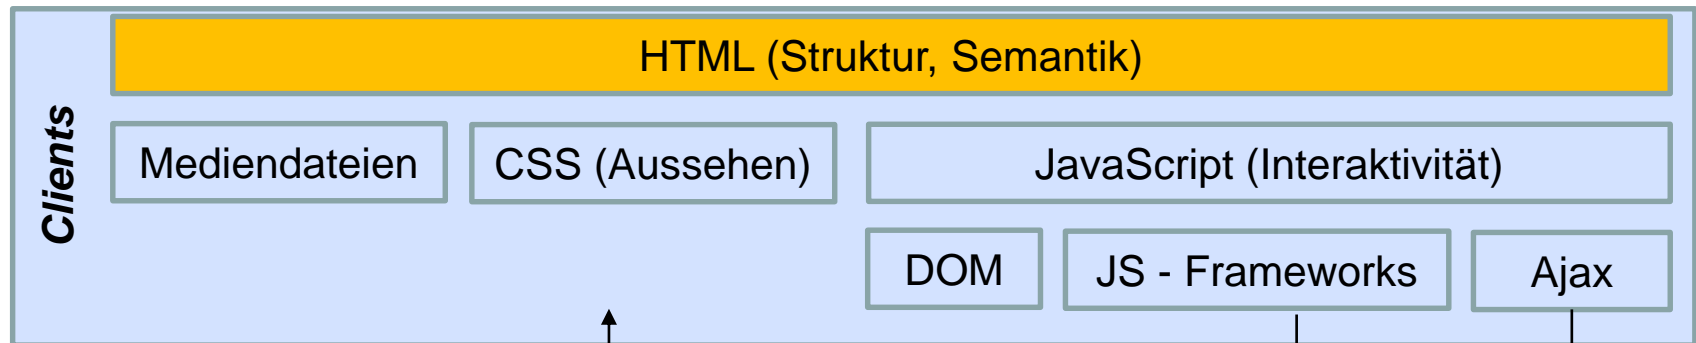 HTML (Struktur, Semantik)
Clients
Mediendateien
CSS (Aussehen)
JavaScript (Interaktivität)
DOM
JS - Frameworks
Ajax